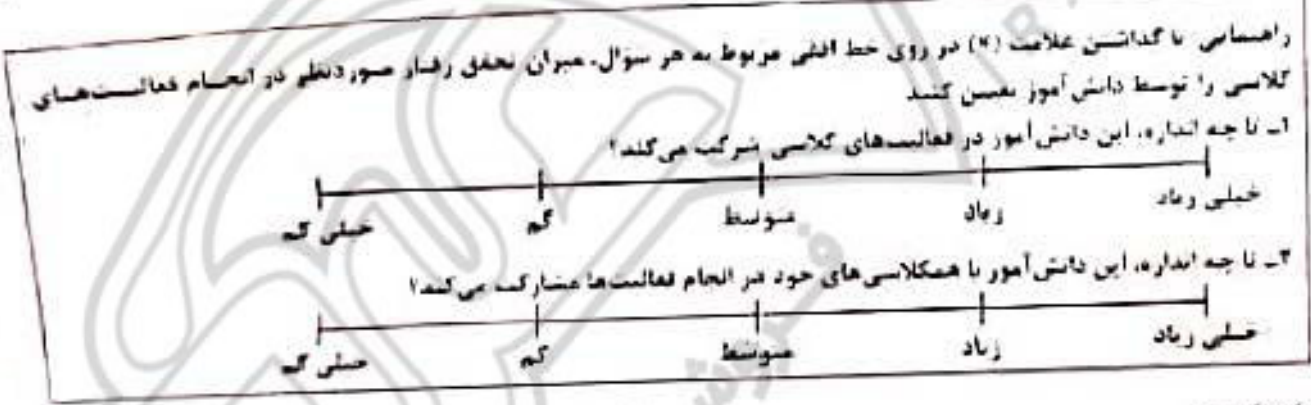 راهنمایی با گذاشتن علامت (×) در روی خط افقی مربوط به هر سوال، میزان تحقق رفتار موردنظر در انجام فعالیت‌های
کلاسی را توسط دانش آموز تعیین کنید
۱ـ تا چه اندازه، این دانش‌آموز در فعالیت‌های کلاسی شرکت می‌کند؟
خیلی زیاد زیاد متوسط کم خیلی کم
۲ـ تا چه اندازه، این دانش‌آموز با همکلاسی‌های خود در انجام فعالیت‌ها مشارکت می‌کند؟
خیلی زیاد زیاد متوسط کم خیلی کم